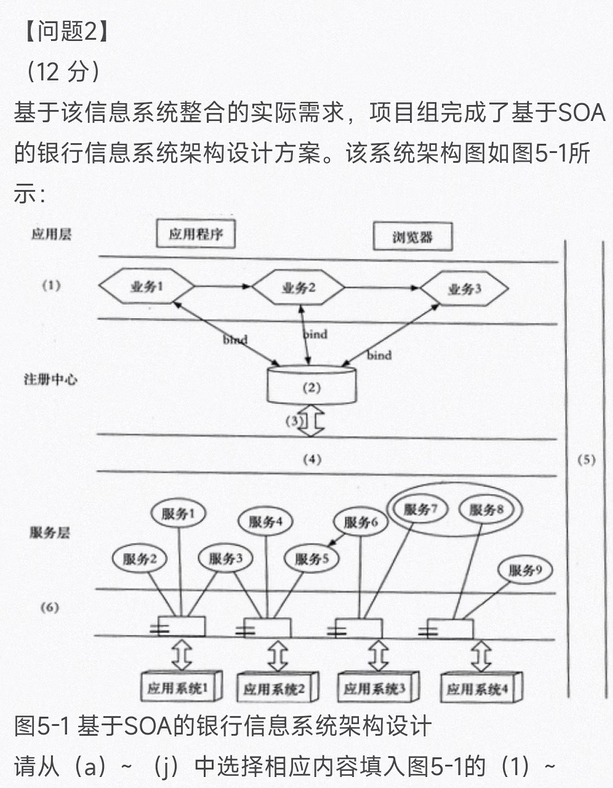 【问题2】
（12 分）
基于该信息系统整合的实际需求，项目组完成了基于SOA
的银行信息系统架构设计方案。该系统架构图如图5-1所
示：
应用层
应用程序
浏览器
（1）
业务1
业务2
业务3
bind
bind
bind
注册中心
（2）
（3）
（4）
（5）
服务层
服务1
服务2
服务3
服务4
服务5
服务6
服务7
服务8
服务9
（6）
应用系统1
应用系统2
应用系统3
应用系统4
图5-1 基于SOA的银行信息系统架构设计
请从（a）~ （j）中选择相应内容填入图5-1的（1）~